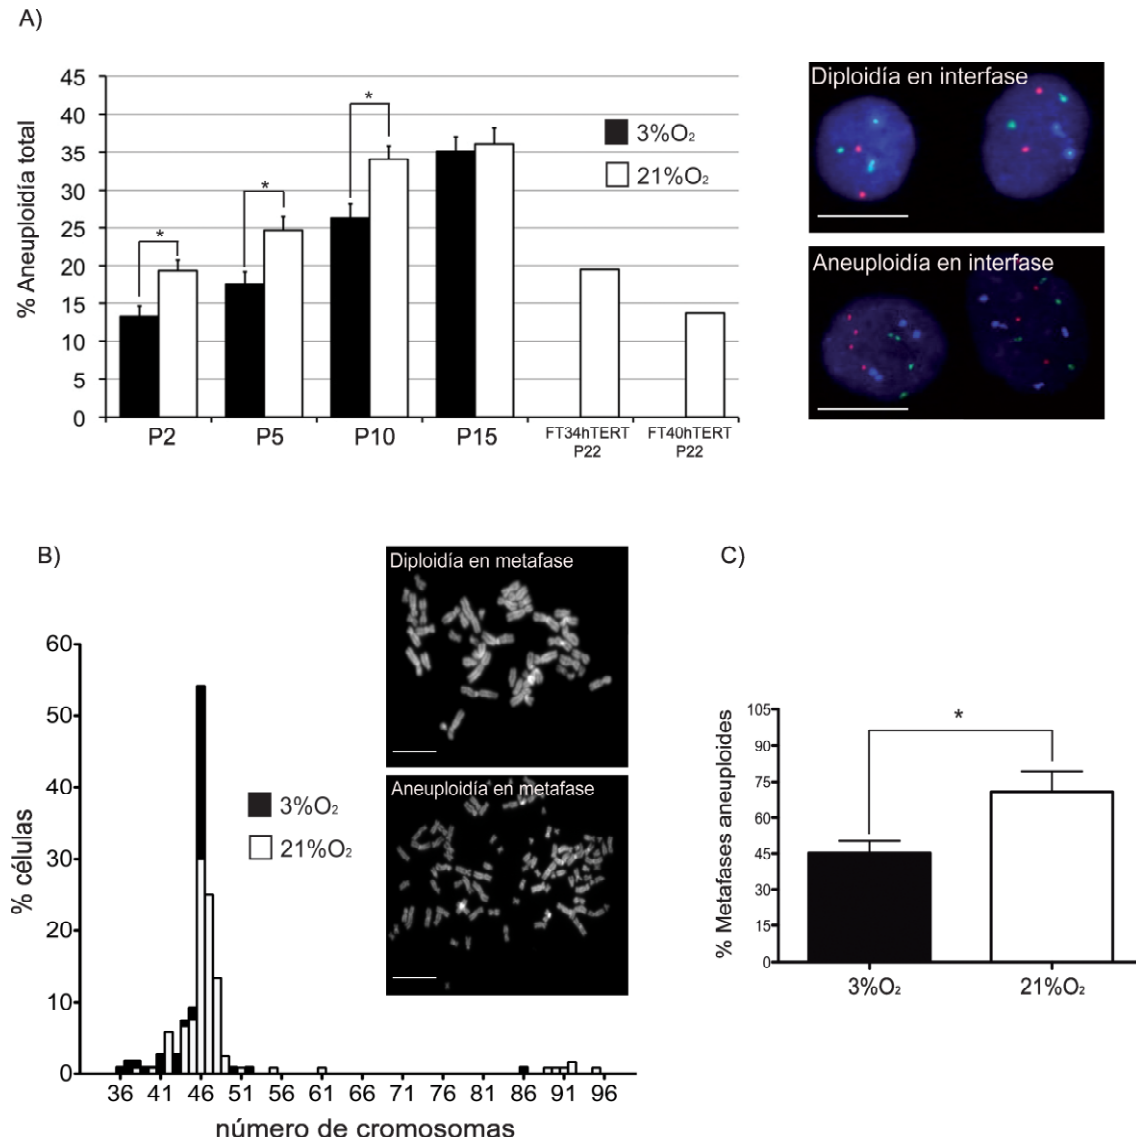 A)
% Aneuploidía total
45
40
35
30
25
20
15
10
5
0
*
*
*
3%O₂
21%O₂
P2 P5 P10 P15 FT34hTERT FT40hTERT
P22 P22
Diploidía en interfase
Aneuploidía en interfase
B)
% células
60
50
40
30
20
10
0
3%O₂
21%O₂
36 41 46 51 56 61 66 71 76 81 86 91 96
número de cromosomas
Diploidía en metafase
Aneuploidía en metafase
C)
% Metafases aneuploides
105
90
75
60
45
30
15
0
*
3%O₂ 21%O₂